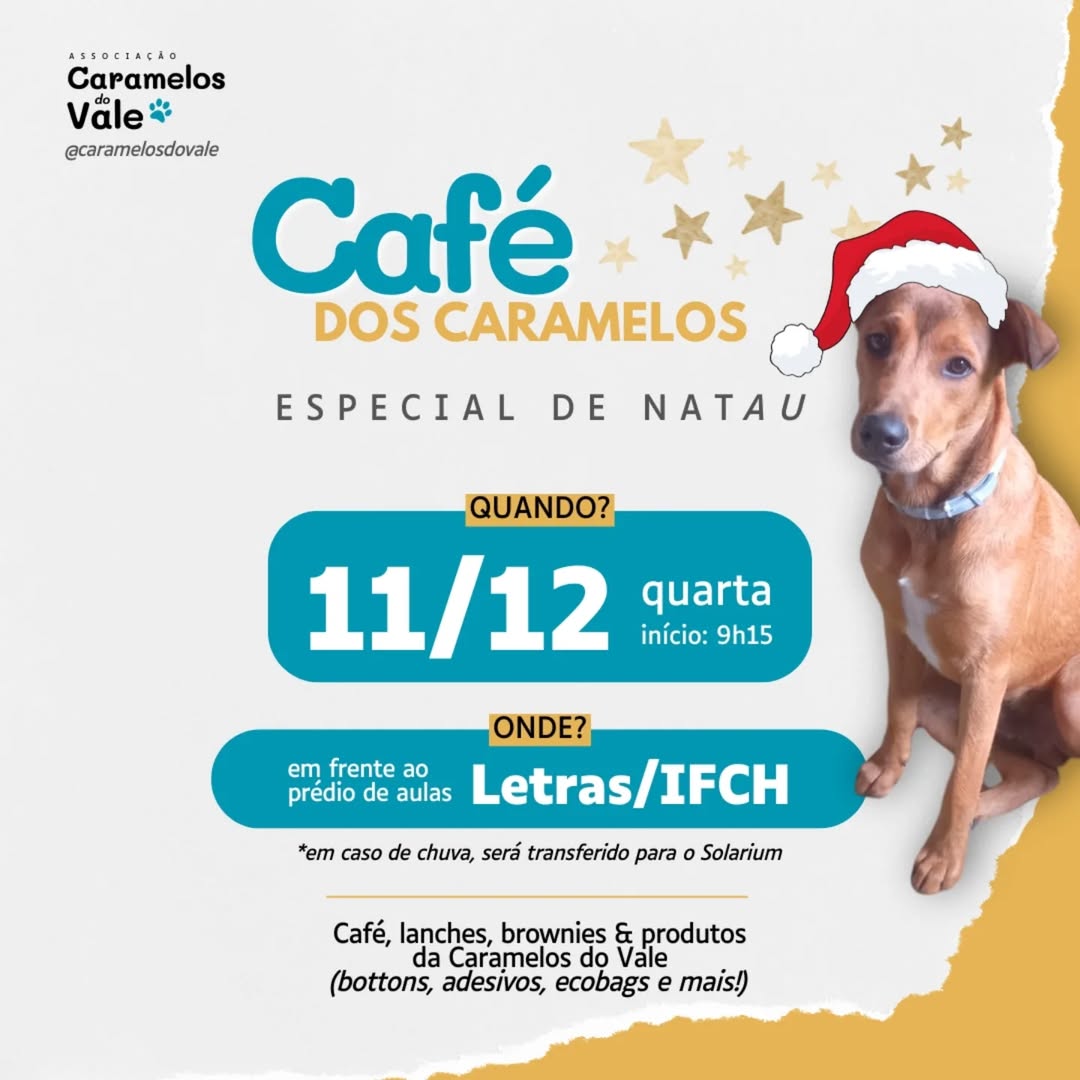 ASSOCIAÇÃO
Caramelos
do
Vale
@caramelosdovale
Café
DOS CARAMELOS
ESPECIAL DE NATAU
QUANDO?
11/12
quarta
início: 9h15
ONDE?
em frente ao
prédio de aulas
Letras/IFCH
*em caso de chuva, será transferido para o Solarium
Café, lanches, brownies & produtos
da Caramelos do Vale
(bottons, adesivos, ecobags e mais!)